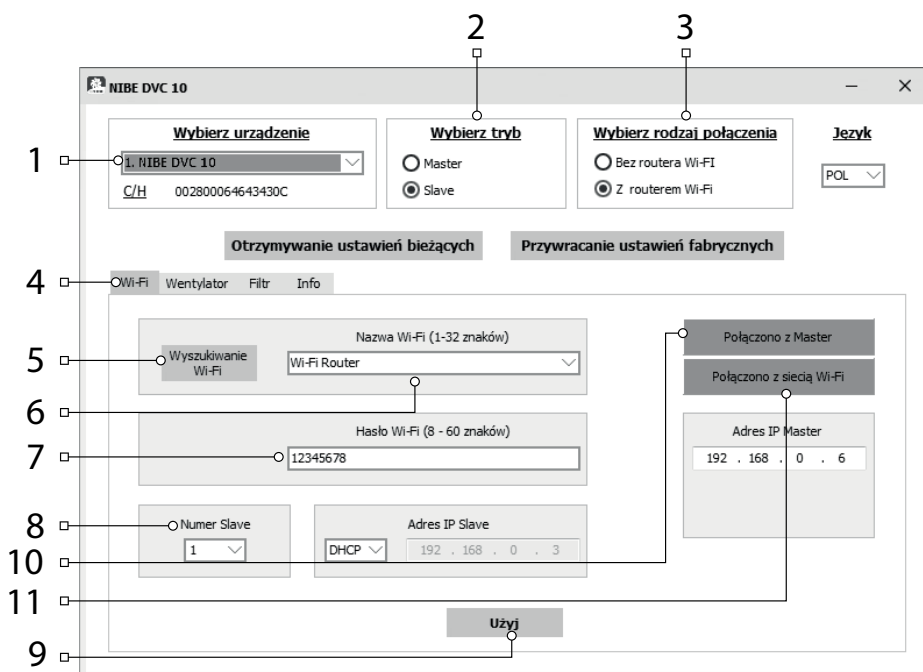 2
3
NIBE DVC 10
Wybierz urządzenie
Wybierz tryb
Wybierz rodzaj połączenia
Język
1
1. NIBE DVC 10
Master
Bez routera Wi-FI
POL
C/H 002800064643430C
Slave
Z routerem Wi-Fi
Otrzymywanie ustawień bieżących
Przywracanie ustawień fabrycznych
4
Wi-Fi Wentylator Filtr Info
Nazwa Wi-Fi (1-32 znaków)
Połączono z Master
5
Wyszukiwanie
Wi-Fi
Wi-Fi Router
Połączono z siecią Wi-Fi
6
Hasło Wi-Fi (8 - 60 znaków)
Adres IP Master
7
12345678
192 . 168 . 0 . 6
8
Numer Slave
Adres IP Slave
1
DHCP
192 . 168 . 0 . 3
10
11
Użyj
9